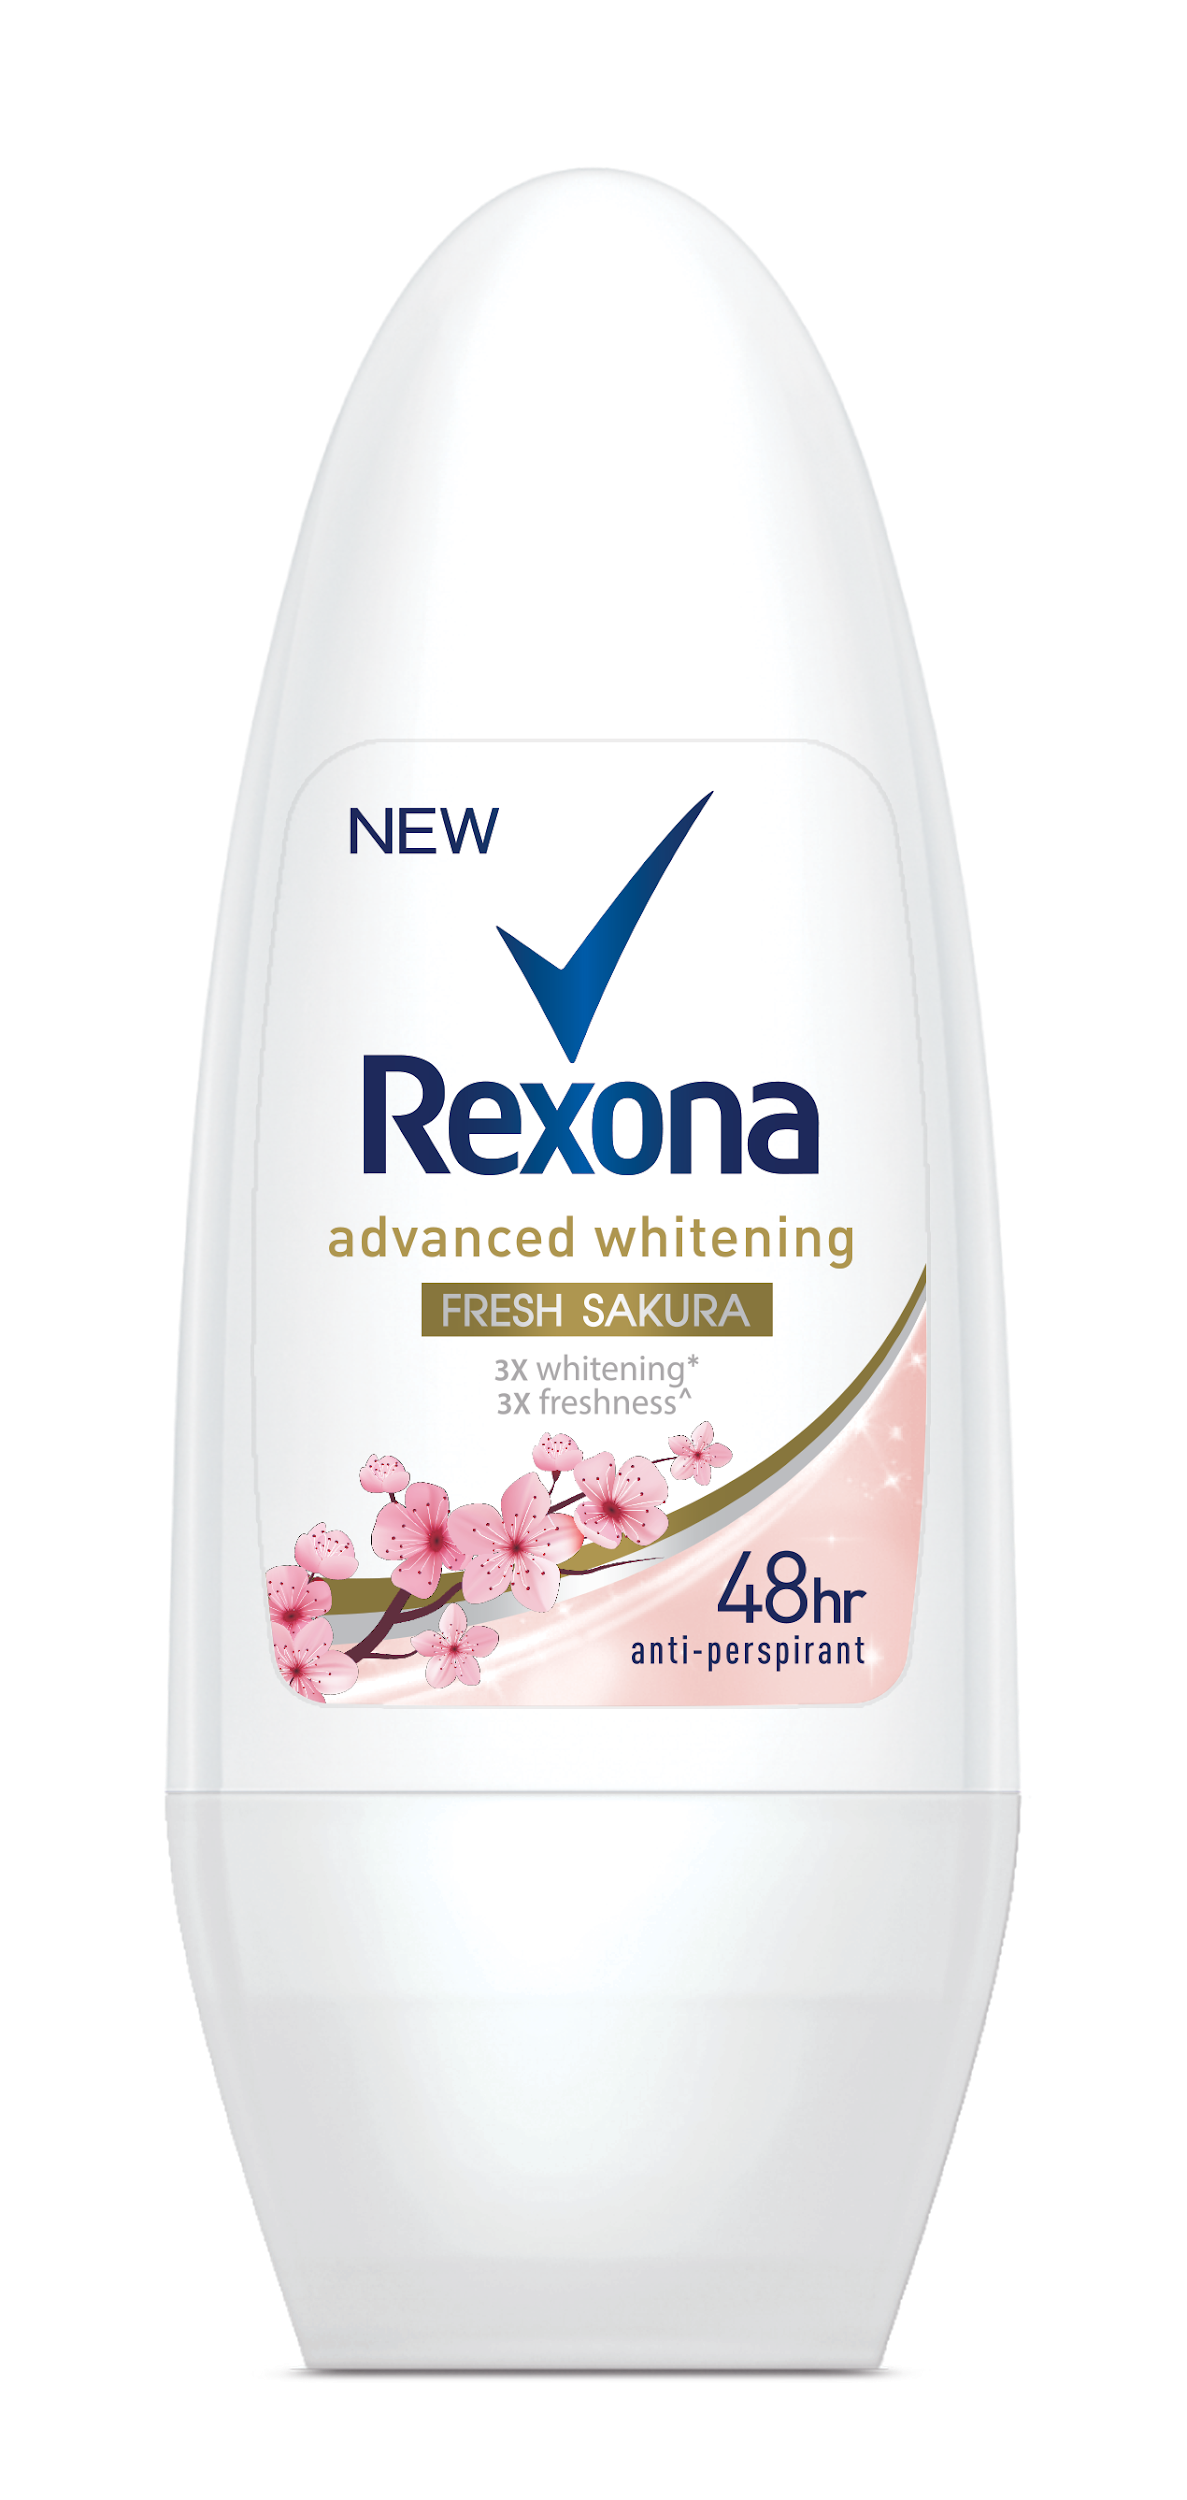 NEW
Rexona
advanced whitening
FRESH SAKURA
3X whitening*
3X freshness^
48hr
anti-perspirant